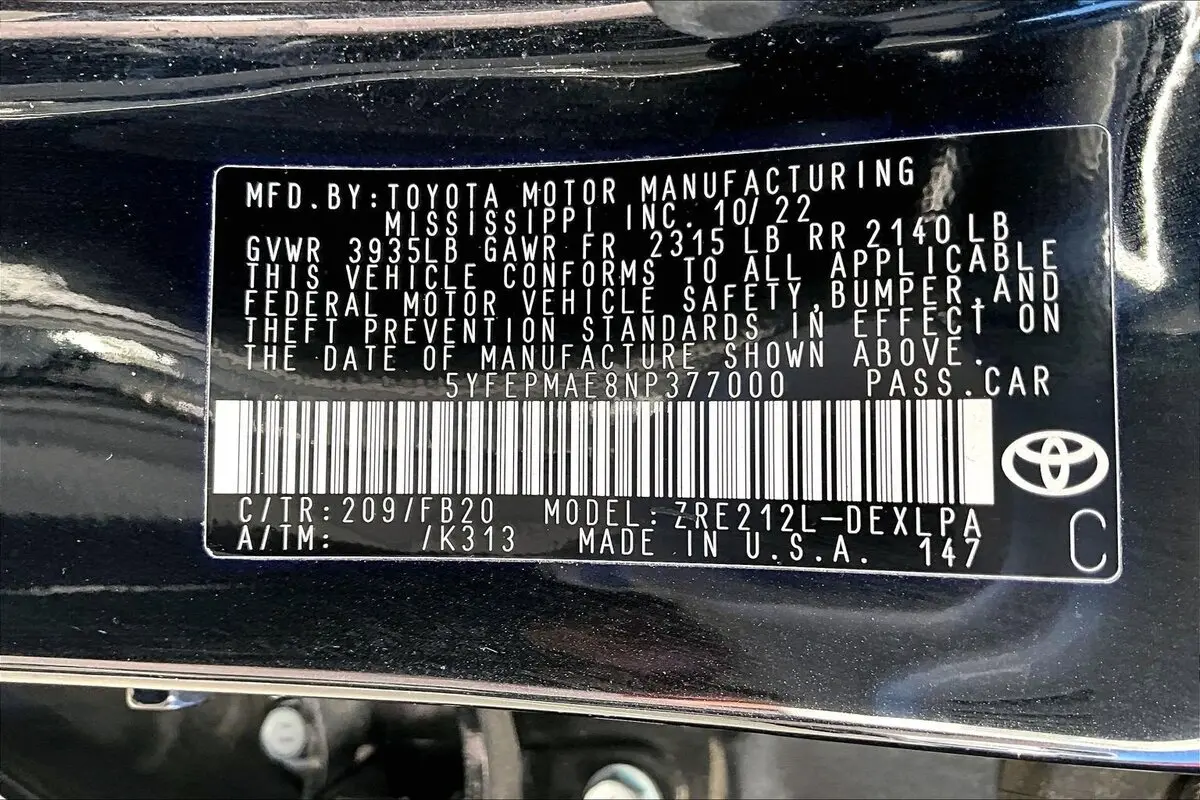 MFD.BY:TOYOTA MOTOR MANUFACTURING
MISSISSIPPI INC. 10/22
GVWR 3935LB GAWR FR 2315 LB RR 2140 LB
THIS VEHICLE CONFORMS TO ALL APPLICABLE
FEDERAL MOTOR VEHICLE SAFETY,BUMPER,AND
THEFT PREVENTION STANDARDS IN EFFECT ON
THE DATE OF MANUFACTURE SHOWN ABOVE.
5YFEPMAE8NP377000 PASS.CAR
C/TR:209/FB20 MODEL:ZRE212L-DEXLPA
A/TM: /K313 MADE IN U.S.A. 147
C